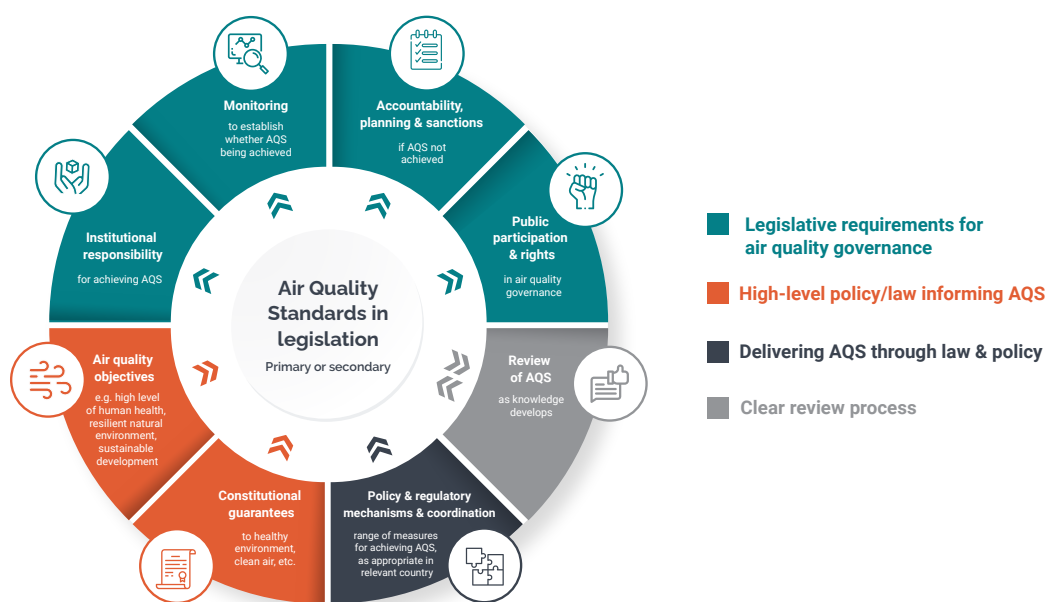 Monitoring
to establish
whether AQS
being achieved
Accountability,
planning & sanctions
if AQS not
achieved
Public
participation
& rights
in air quality
governance
Review
of AQS
as knowledge
develops
Policy & regulatory
mechanisms & coordination
range of measures
for achieving AQS,
as appropriate in
relevant country
Constitutional
guarantees
to healthy
environment,
clean air, etc.
Air quality
objectives
e.g. high level
of human health,
resilient natural
environment,
sustainable
development
Institutional
responsibility
for achieving AQS
Air Quality
Standards in
legislation
Primary or secondary
Legislative requirements for
air quality governance
High-level policy/law informing AQS
Delivering AQS through law & policy
Clear review process